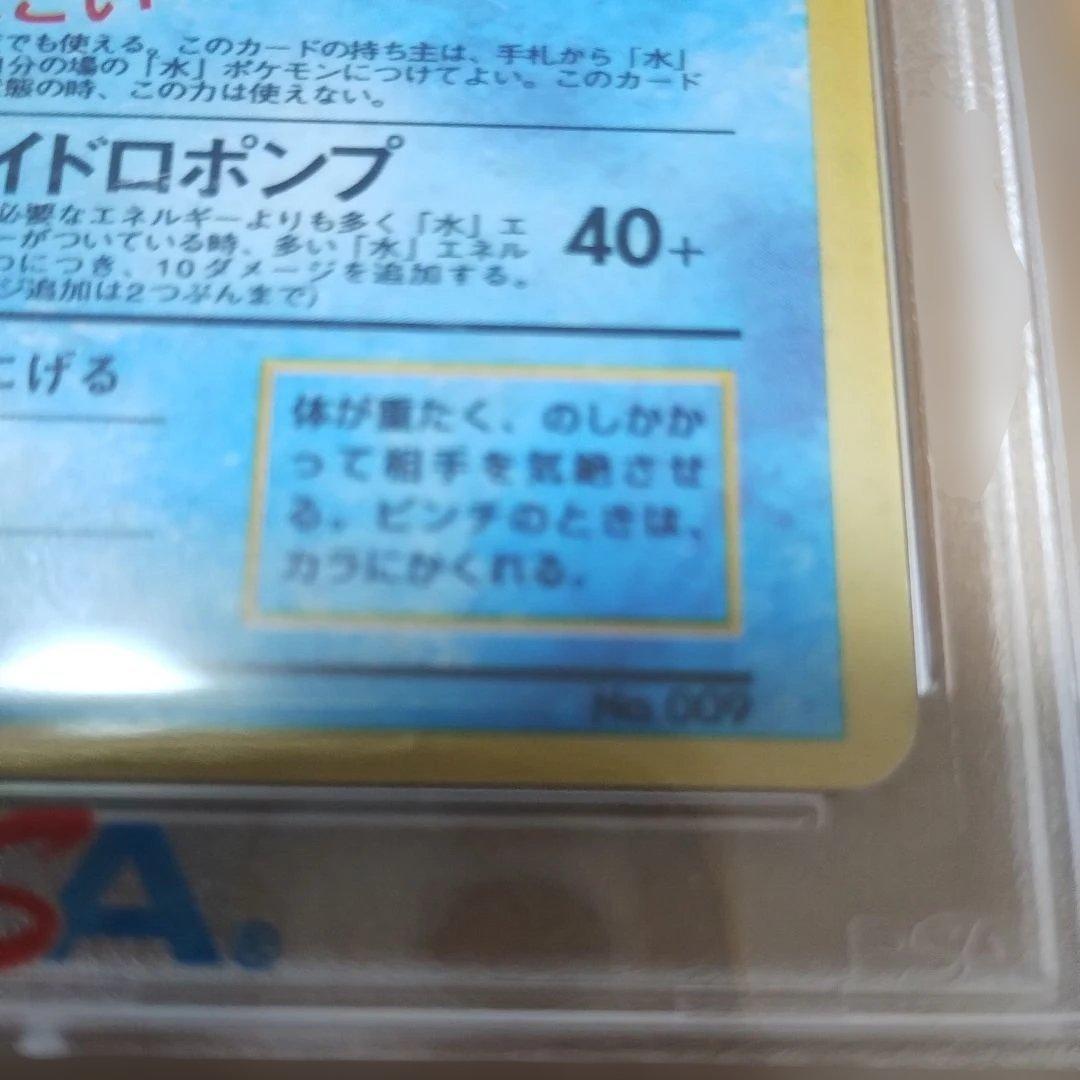 ごい
でも使える。このカードの持ち主は、手札から「水」
分の場の「水」ポケモンにつけてよい。このカード
態の時、この力は使えない。
イドロポンプ
必要なエネルギーよりも多く「水」エ
ーがついている時、多い「水」エネル
つにつき、10ダメージを追加する。
ジ追加は2つぶんまで)
40+
にげる
体が重たく、のしかか
って相手を気絶させ
る。ピンチのときは、
カラにかくれる。
No.009
SA®
PSA